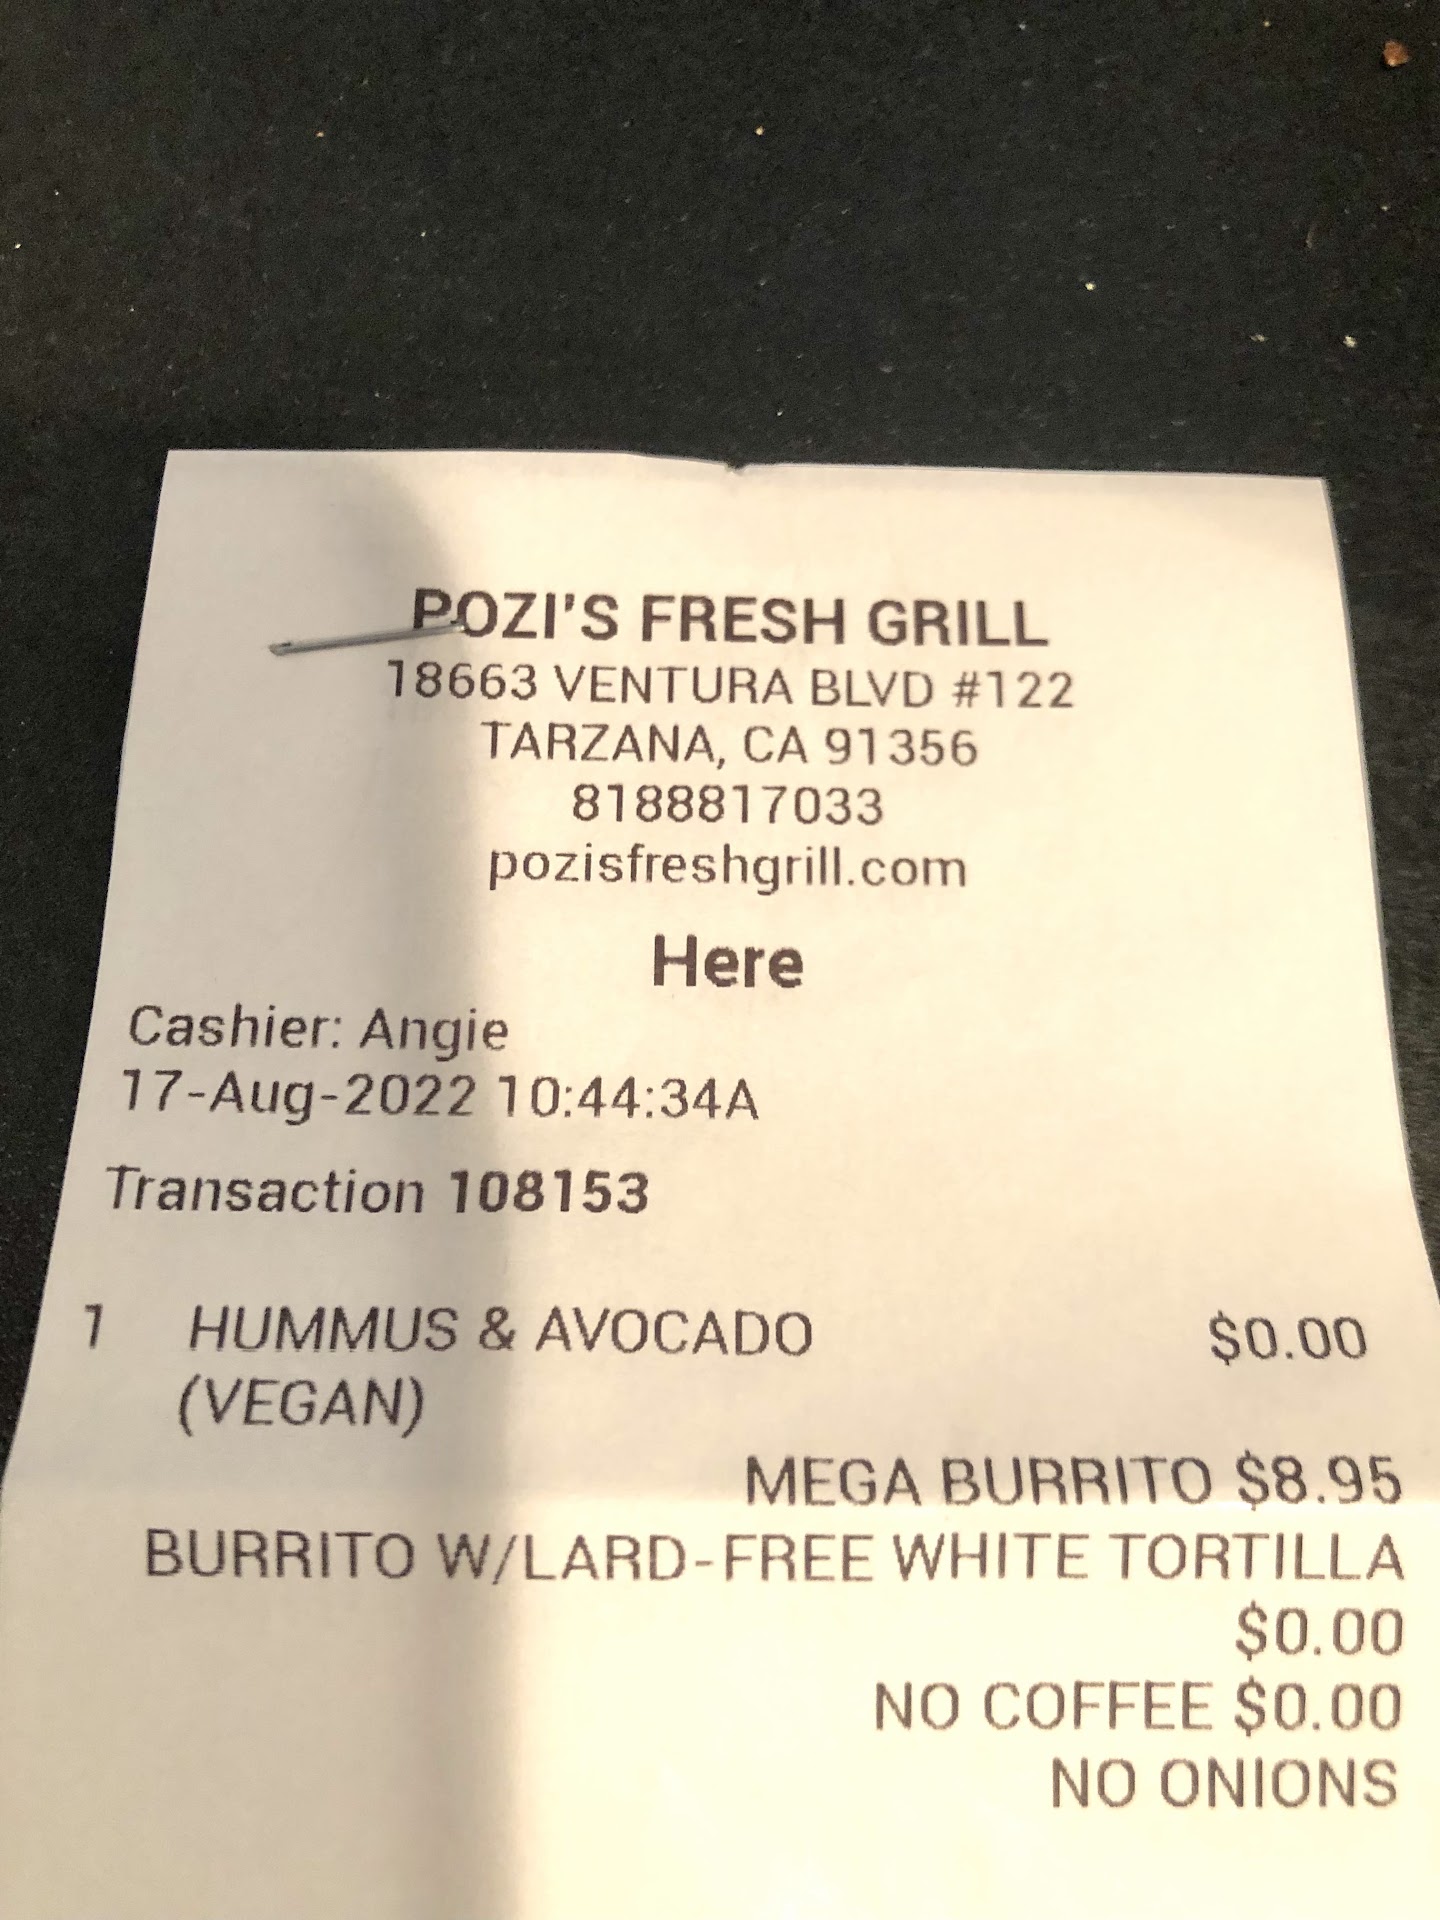 POZI'S FRESH GRILL
18663 VENTURA BLVD #122
TARZANA, CA 91356
8188817033
pozisfreshgrill.com
Here
Cashier: Angie
17-Aug-2022 10:44:34A
Transaction 108153
1 HUMMUS & AVOCADO $0.00
(VEGAN)
MEGA BURRITO $8.95
BURRITO W/LARD-FREE WHITE TORTILLA
$0.00
NO COFFEE $0.00
NO ONIONS